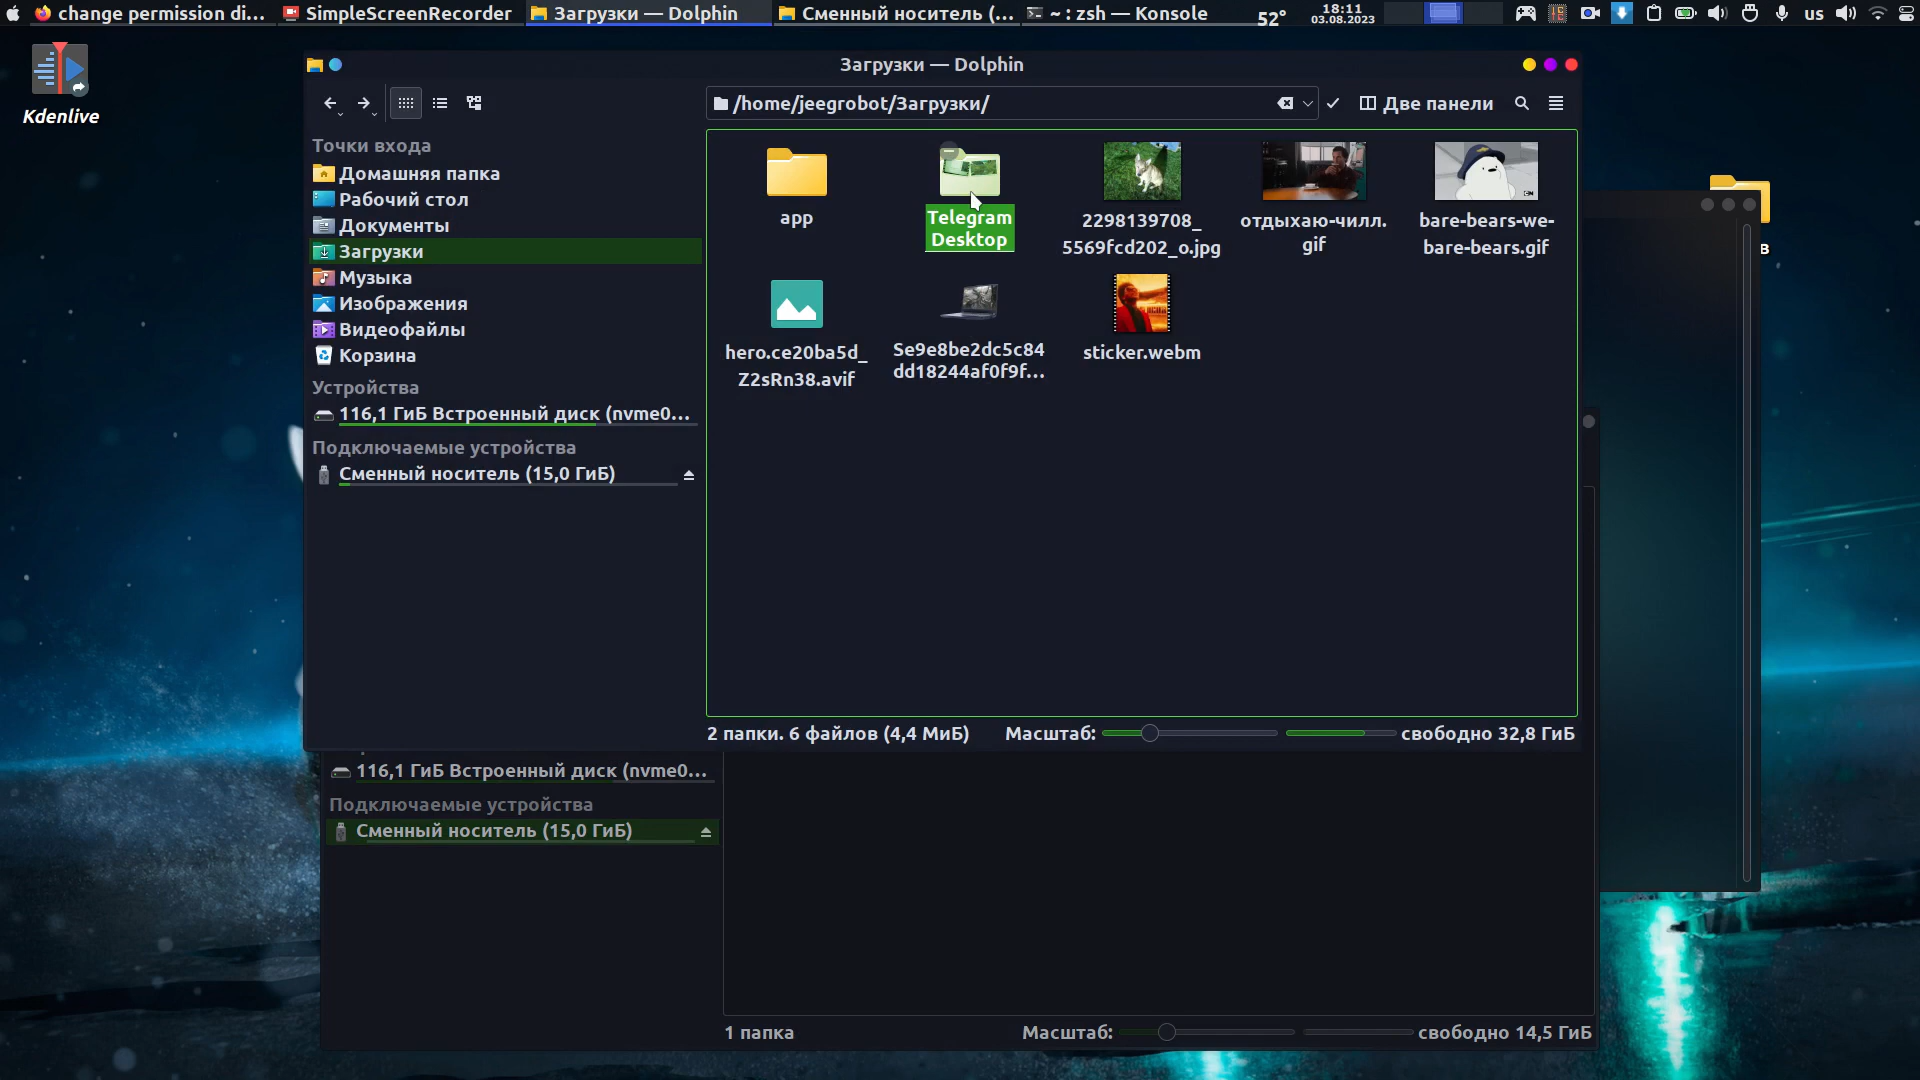 change permission di...
SimpleScreenRecorder
Загрузки — Dolphin
Сменный носитель (...
~ : zsh — Konsole
52°
18:11
03.08.2023
us
Kdenlive
Загрузки — Dolphin
/home/jeegrobot/Загрузки/
Две панели
Точки входа
Домашняя папка
Рабочий стол
Документы
Загрузки
Музыка
Изображения
Видеофайлы
Корзина
Устройства
116,1 ГиБ Встроенный диск (nvme0...
Подключаемые устройства
Сменный носитель (15,0 ГиБ)
app
Telegram
Desktop
2298139708_
5569fcd202_o.jpg
отдыхаю-чилл.
gif
bare-bears-we-
bare-bears.gif
hero.ce20ba5d_
Z2sRn38.avif
Se9e8be2dc5c84
dd18244af0f9f...
sticker.webm
2 папки. 6 файлов (4,4 МиБ)
Масштаб:
свободно 32,8 ГиБ
116,1 ГиБ Встроенный диск (nvme0...
Подключаемые устройства
Сменный носитель (15,0 ГиБ)
1 папка
Масштаб:
свободно 14,5 ГиБ
в